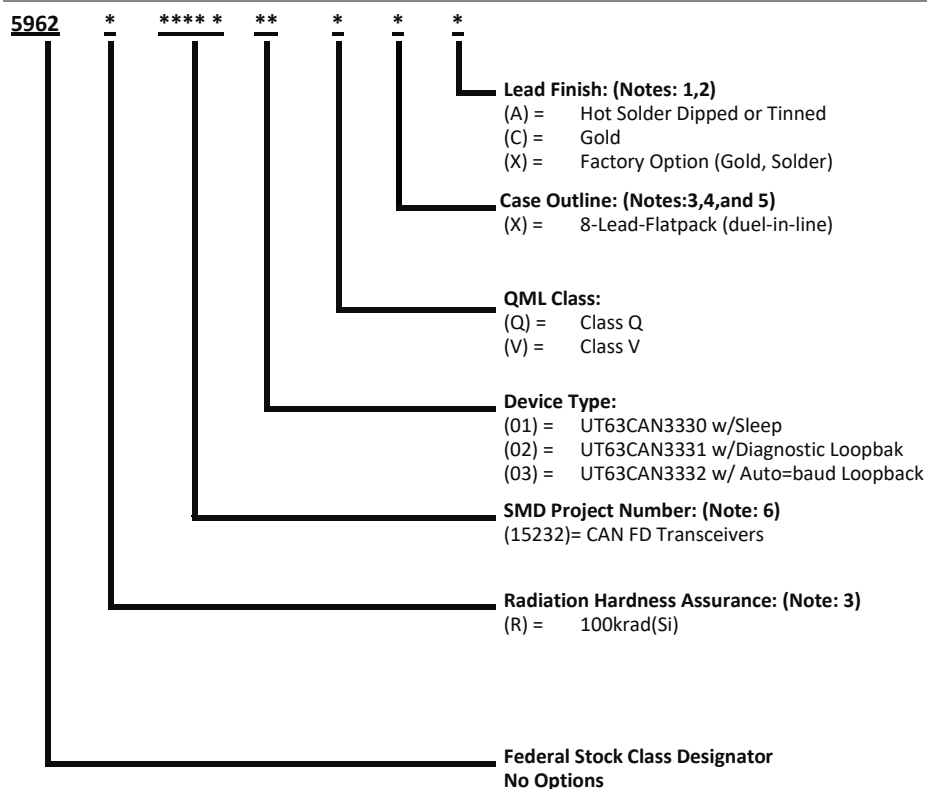 5962 * **** * ** * * *
Lead Finish: (Notes: 1,2)
(A) = Hot Solder Dipped or Tinned
(C) = Gold
(X) = Factory Option (Gold, Solder)
Case Outline: (Notes:3,4,and 5)
(X) = 8-Lead-Flatpack (duel-in-line)
QML Class:
(Q) = Class Q
(V) = Class V
Device Type:
(01) = UT63CAN3330 w/Sleep
(02) = UT63CAN3331 w/Diagnostic Loopbak
(03) = UT63CAN3332 w/ Auto=baud Loopback
SMD Project Number: (Note: 6)
(15232)= CAN FD Transceivers
Radiation Hardness Assurance: (Note: 3)
(R) = 100krad(Si)
Federal Stock Class Designator
No Options